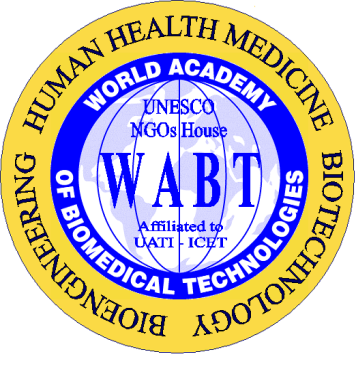 HUMAN HEALTH MEDICINE
BIOTECHNOLOGY
BIOENGINEERING
WORLD ACADEMY
OF BIOMEDICAL TECHNOLOGIES
UNESCO
NGOs House
WABT
Affiliated to
UATI - ICET